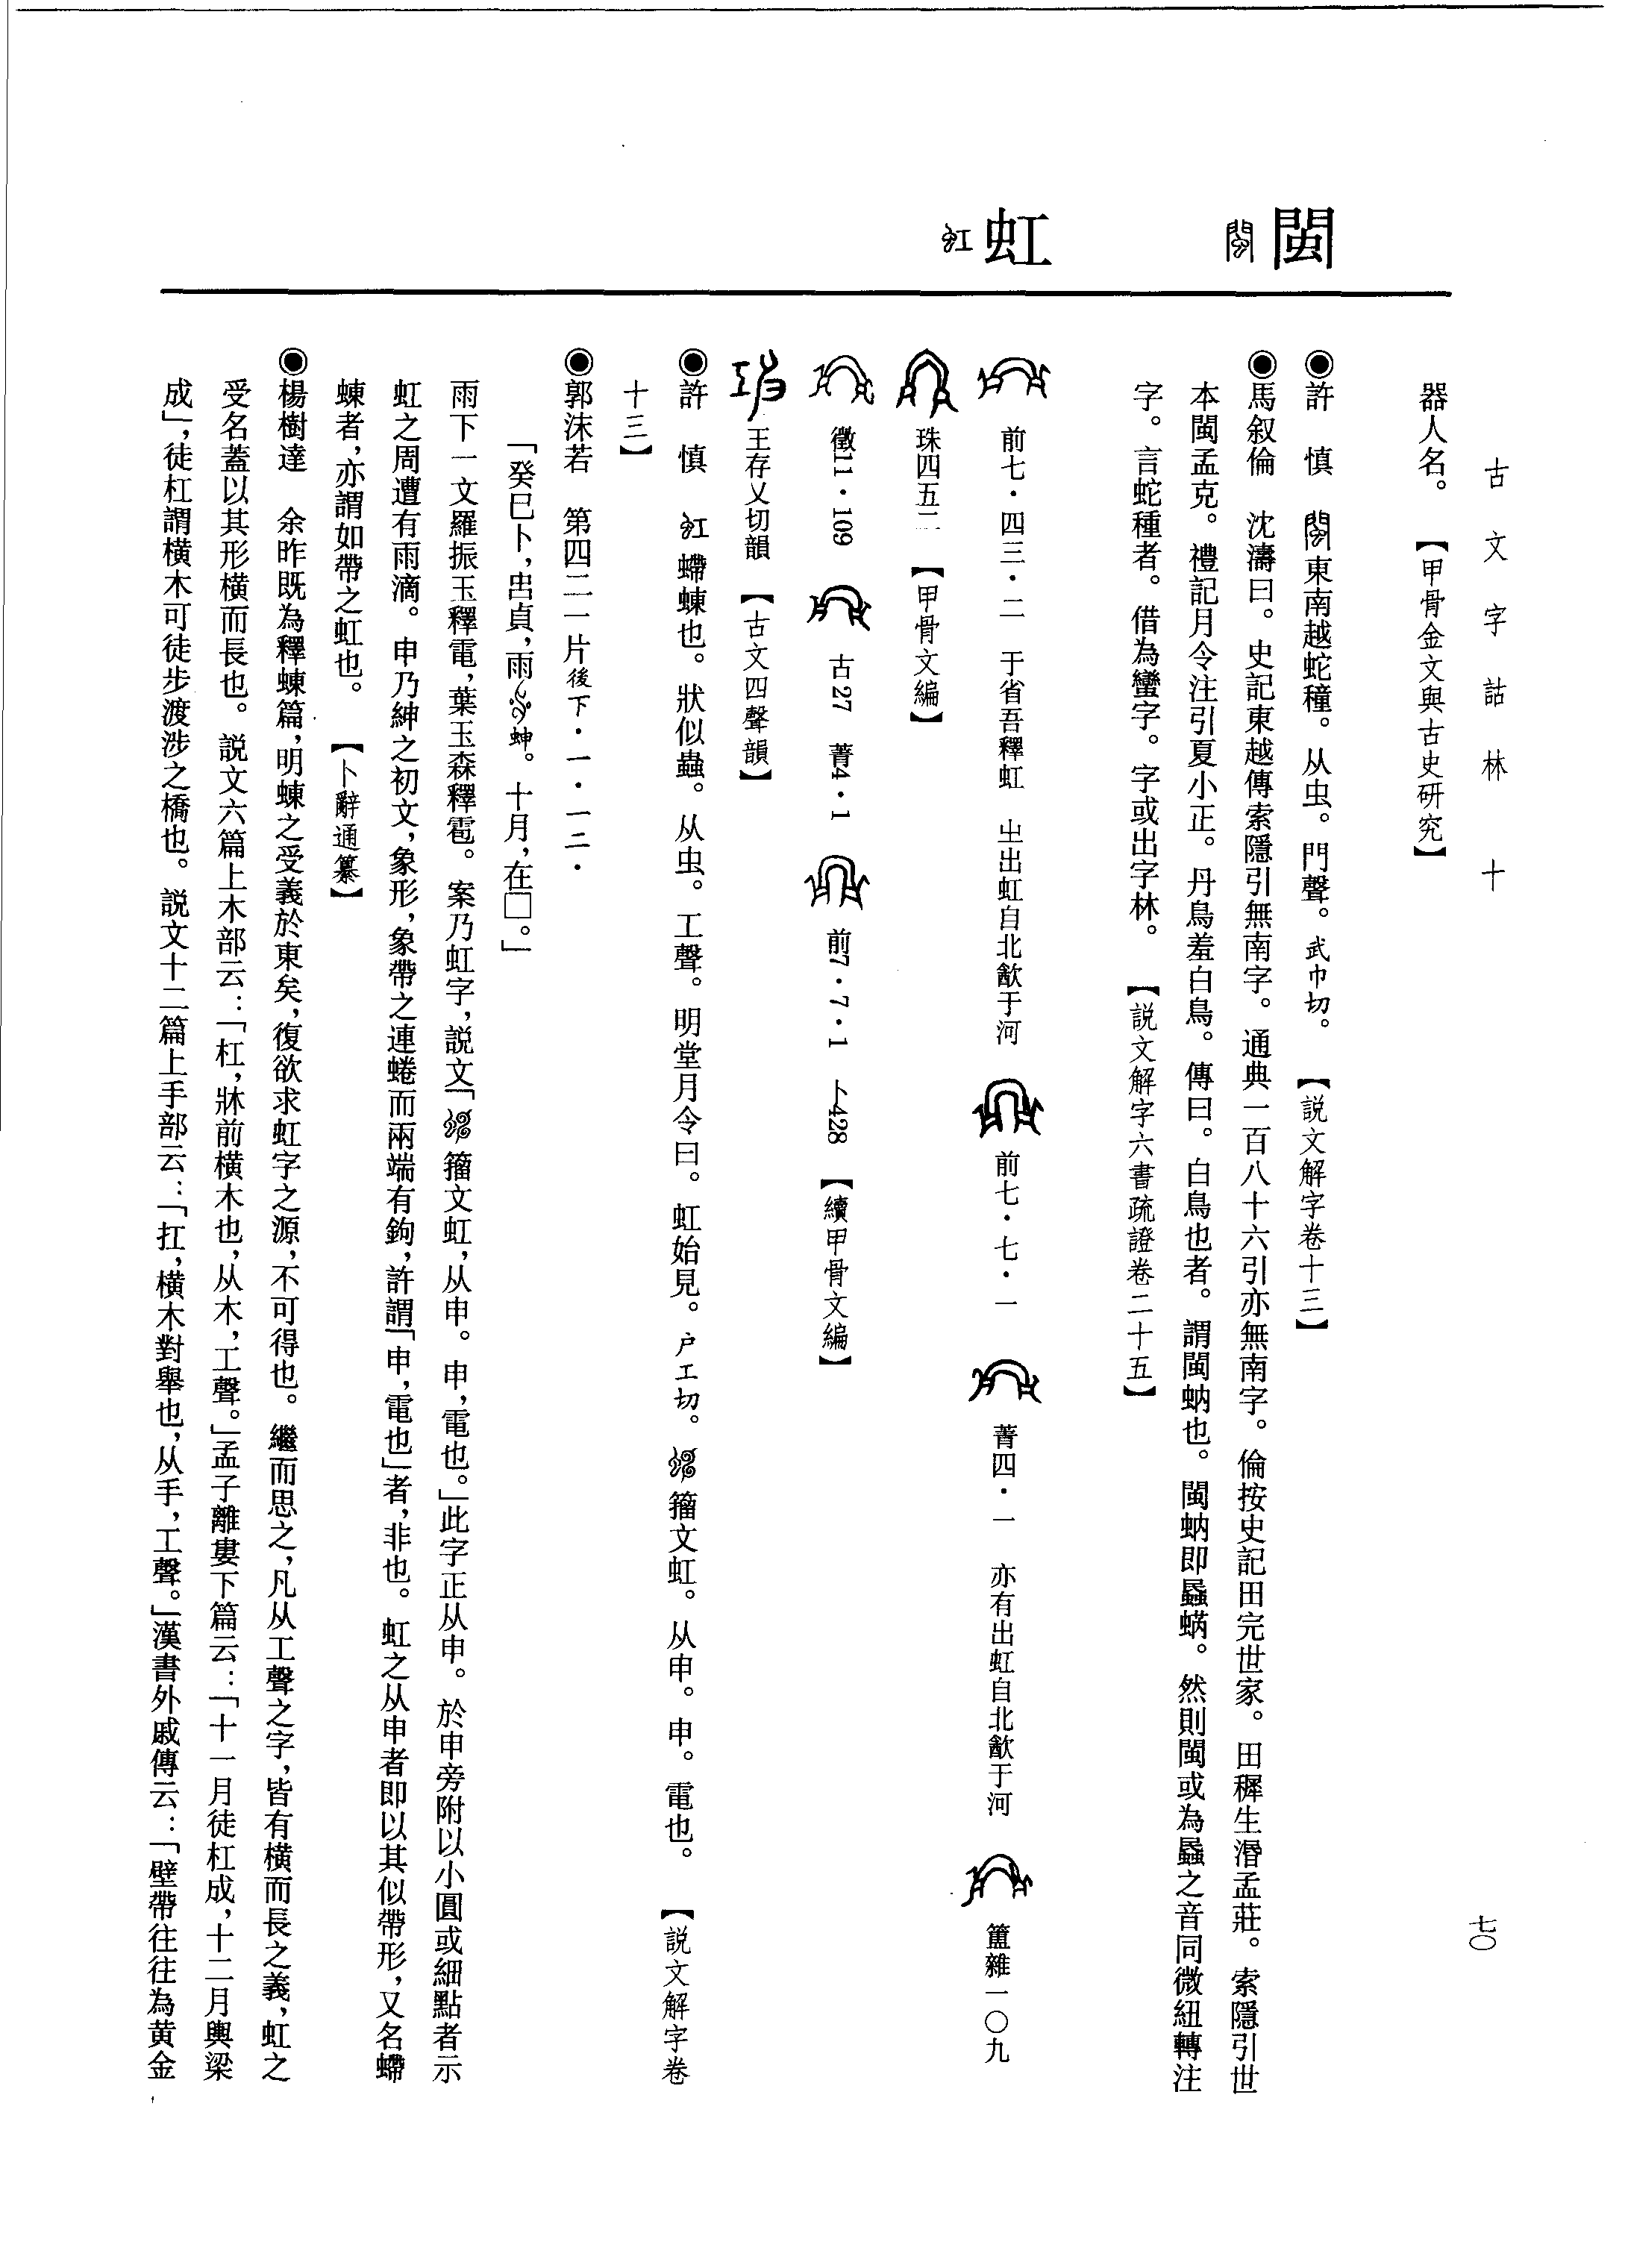 古文字詁林 十
七〇
閩
虹
器人名。【甲骨金文與古史研究】
◉許 慎 東南越蛇穜。从虫。門聲。武巾切。【説文解字卷十三】
◉馬叙倫 沈濤曰。史記東越傳索隱引無南字。通典一百八十六引亦無南字。倫按史記田完世家。田穉生湣孟莊。索隱引世
本閩孟克。禮記月令注引夏小正。丹鳥羞白鳥。傳曰。白鳥也者。謂閩蚋也。閩蚋即蟁蜹。然則閩或為蟁之音同微紐轉注
字。言蛇種者。借為蠻字。字或出字林。【説文解字六書疏證卷二十五】
前七・四三・二 于省吾釋虹 㞢出虹自北㱃于河 前七・七・一 菁四・一 亦有出虹自北㱃于河 簠雜一〇九
珠四五二 【甲骨文編】
徵11・109 古27 菁4・1 前7・7・1 卜428 【續甲骨文編】
王存乂切韻 【古文四聲韻】
◉許 慎 螮蝀也。狀似蟲。从虫。工聲。明堂月令曰。虹始見。户工切。籀文虹。从申。申。電也。【説文解字卷
十三】
◉郭沫若 第四二一片後下・一・一二・
「癸巳卜，㞢貞，雨。十月，在□。」
雨下一文羅振玉釋電，葉玉森釋雹。案乃虹字，説文「籀文虹，从申。申，電也。」此字正从申。於申旁附以小圓或細點者示
虹之周遭有雨滴。申乃紳之初文，象形，象帶之連蜷而兩端有鉤，許謂「申，電也」者，非也。虹之从申者即以其似帶形，又名螮
蝀者，亦謂如帶之虹也。【卜辭通纂】
◉楊樹達 余昨既為釋蝀篇，明蝀之受義於東矣，復欲求虹字之源，不可得也。繼而思之，凡从工聲之字，皆有橫而長之義，虹之
受名蓋以其形橫而長也。説文六篇上木部云：「杠，牀前橫木也，从木，工聲。」孟子離婁下篇云：「十一月徒杠成，十二月輿梁
成」，徒杠謂橫木可徒步渡涉之橋也。説文十二篇上手部云：「扛，橫木對舉也，从手，工聲。」漢書外戚傳云：「壁帶往往為黃金